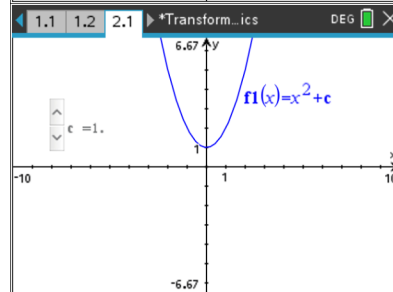 1.1 1.2 2.1 *Transform...ics DEG
6.67 y
f1(x)=x²+c
c =1.
1
x
-10 1 10
-6.67